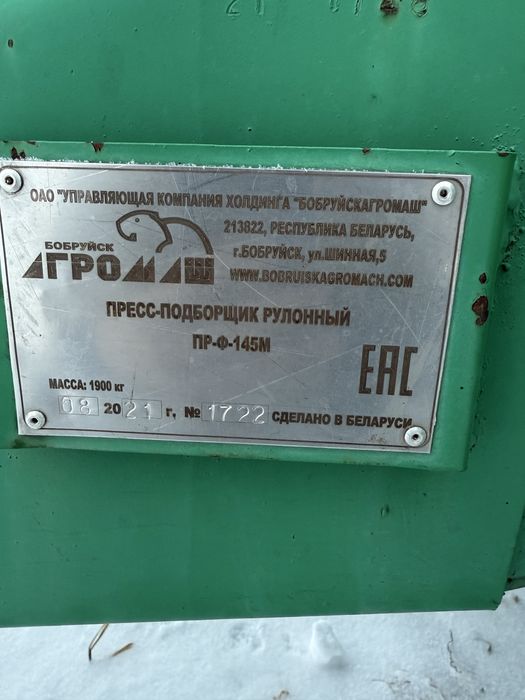 ОАО "УПРАВЛЯЮЩАЯ КОМПАНИЯ ХОЛДИНГА "БОБРУЙСКАГРОМАШ"
213822, РЕСПУБЛИКА БЕЛАРУСЬ,
г.БОБРУЙСК, ул.ШИННАЯ,5
WWW.BOBRUISKAGROMACH.COM
БОБРУЙСК
АГРОМАШ
ПРЕСС-ПОДБОРЩИК РУЛОННЫЙ
ПР-Ф-145М
МАССА: 1900 кг
EAC
08 2021 г. № 1722 СДЕЛАНО В БЕЛАРУСИ